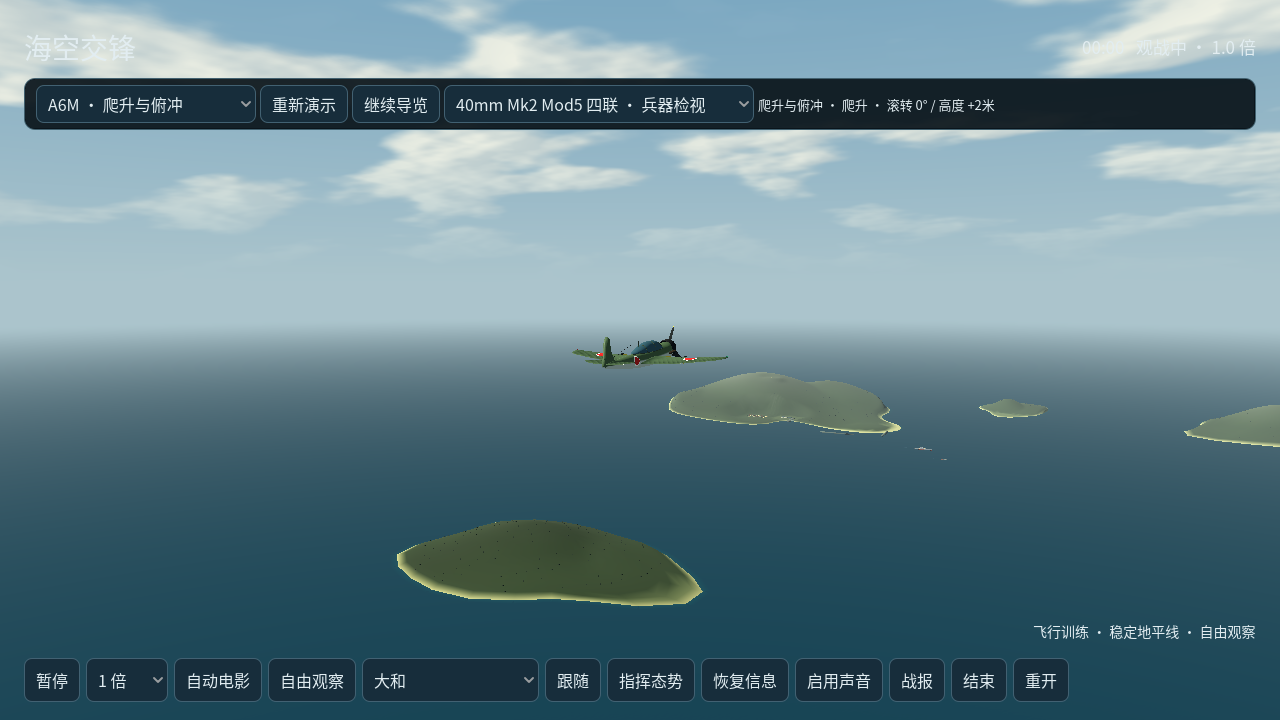 海空交锋
观战中 · 1.0 倍
A6M · 爬升与俯冲 重新演示 继续导览 40mm Mk2 Mod5 四联 · 兵器检视 爬升与俯冲 · 爬升 · 滚转 0° / 高度 +2米
飞行训练 · 稳定地平线 · 自由观察
暂停 1 倍 自动电影 自由观察 大和 跟随 指挥态势 恢复信息 启用声音 战报 结束 重开